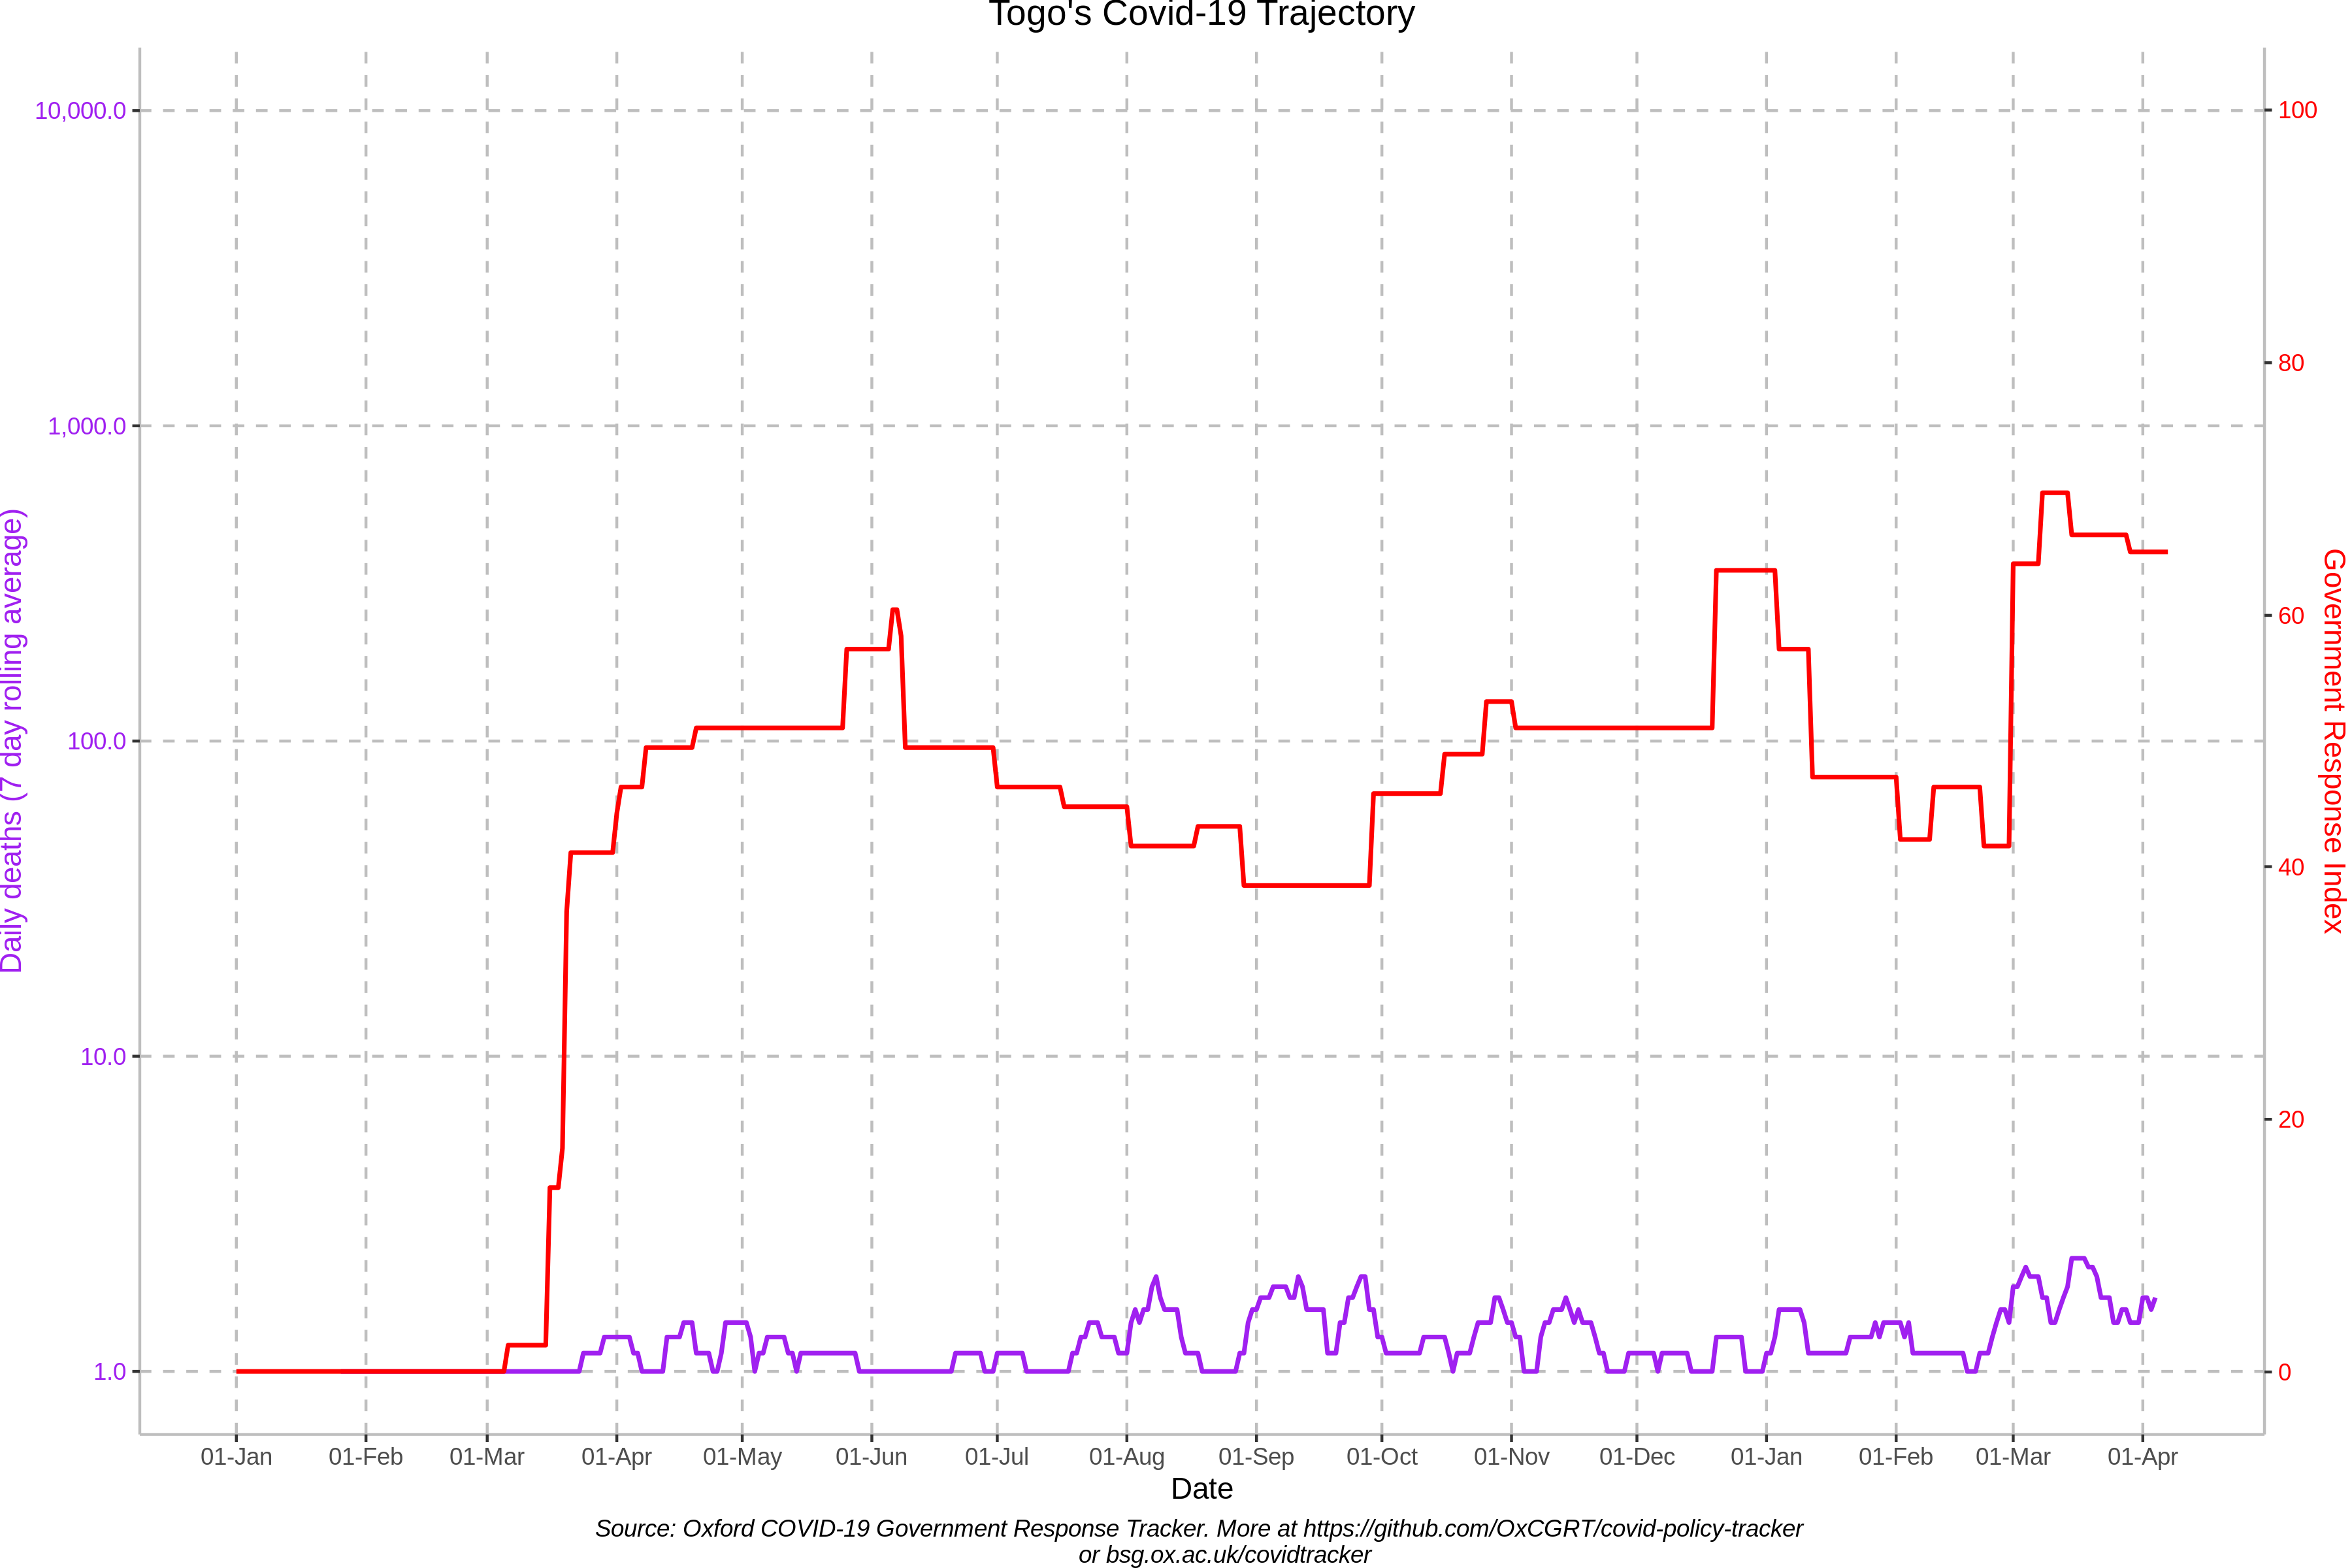 Togo's Covid-19 Trajectory
10,000.0
1,000.0
100.0
10.0
1.0
Daily deaths (7 day rolling average)
100
80
60
40
20
0
Government Response Index
01-Jan 01-Feb 01-Mar 01-Apr 01-May 01-Jun 01-Jul 01-Aug 01-Sep 01-Oct 01-Nov 01-Dec 01-Jan 01-Feb 01-Mar 01-Apr
Date
Source: Oxford COVID-19 Government Response Tracker. More at https://github.com/OxCGRT/covid-policy-tracker
or bsg.ox.ac.uk/covidtracker